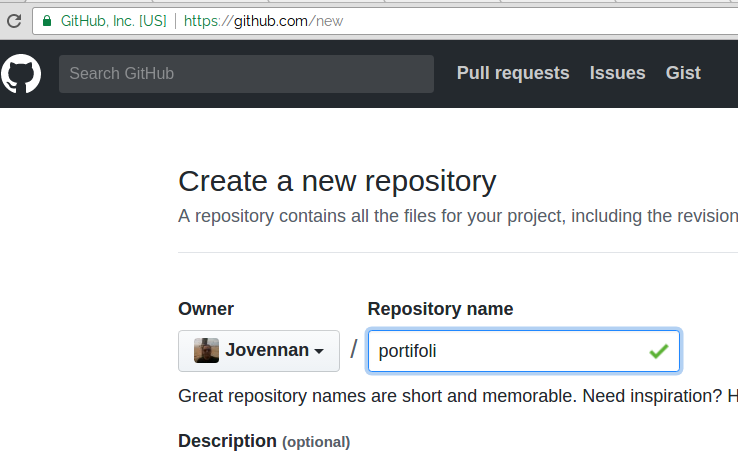 GitHub, Inc. [US] https://github.com/new
Search GitHub Pull requests Issues Gist
Create a new repository
A repository contains all the files for your project, including the revision
Owner Repository name
Jovennan / portifoli
Great repository names are short and memorable. Need inspiration? H
Description (optional)